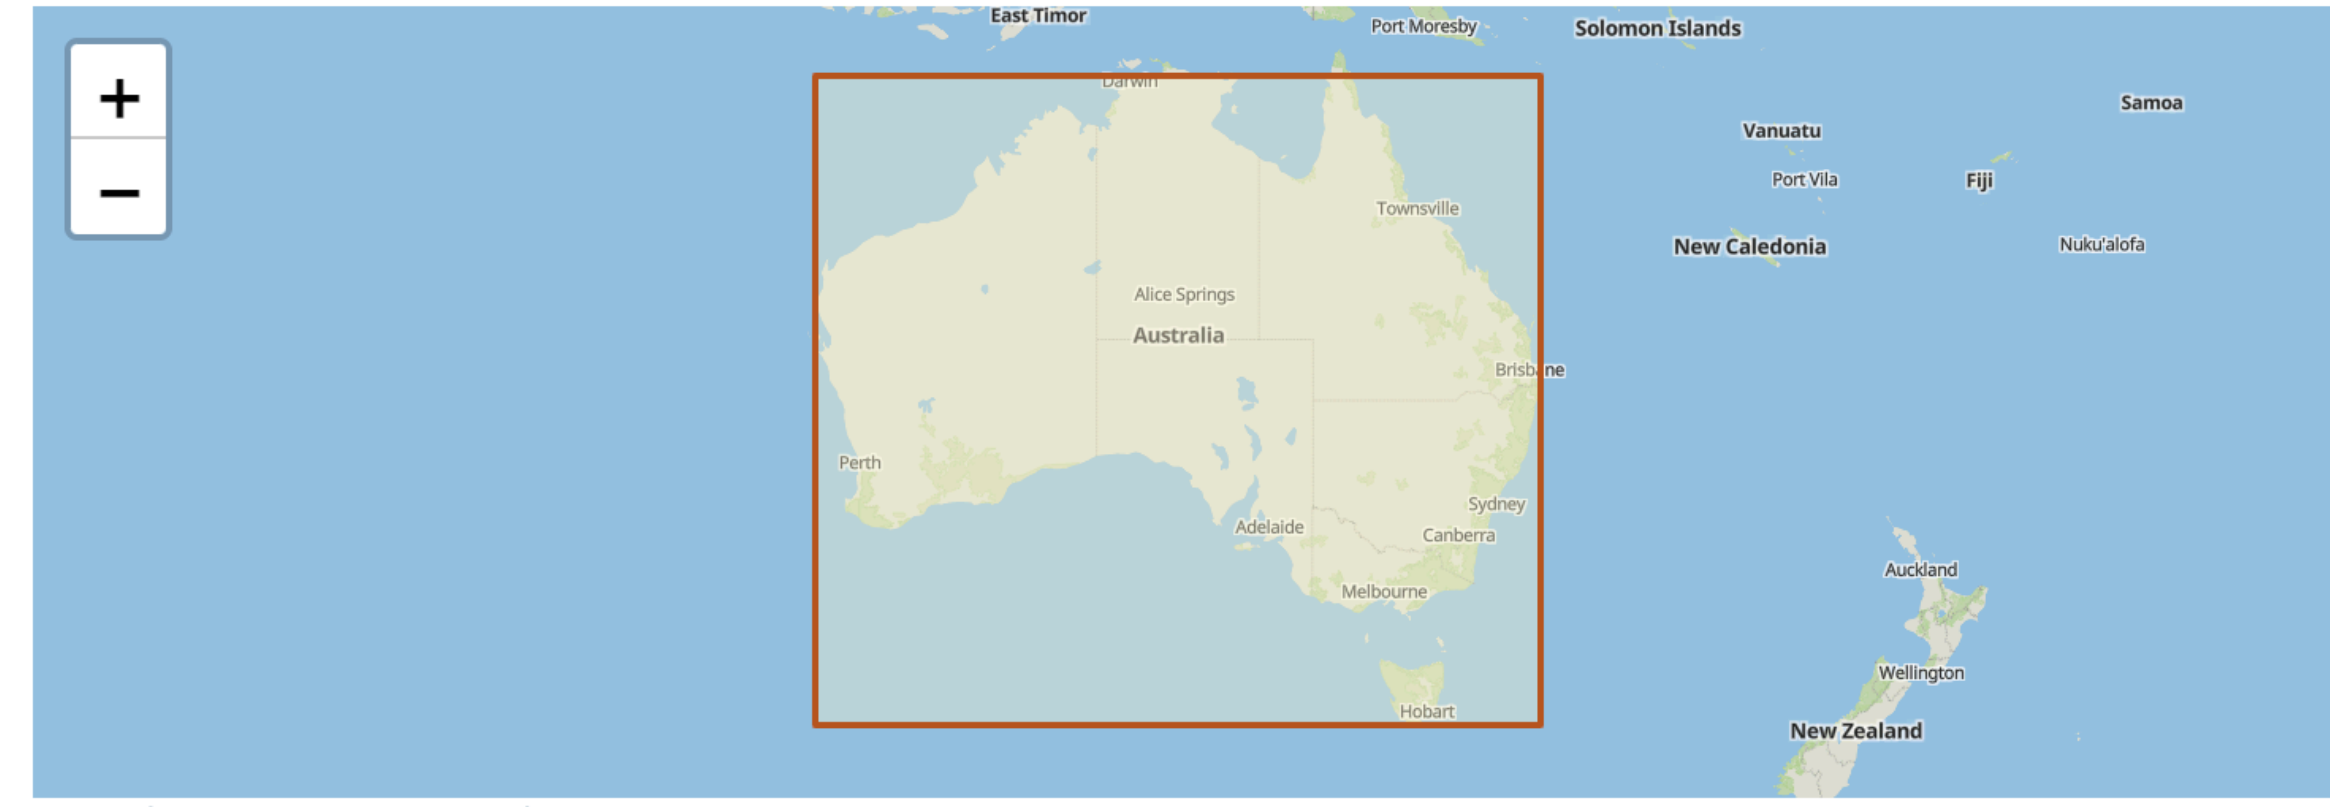 East Timor
Port Moresby
Solomon Islands
+
Darwin
Samoa
Vanuatu
−
Port Vila
Fiji
Townsville
New Caledonia
Nuku'alofa
Alice Springs
Australia
Brisbane
Perth
Sydney
Adelaide
Canberra
Auckland
Melbourne
Wellington
Hobart
New Zealand